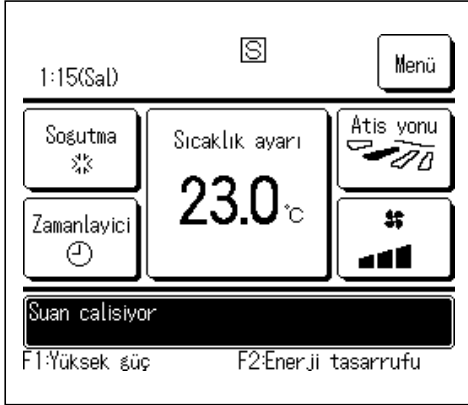 S
Menü
1:15(Sal)
Sogutma
Sıcaklık ayarı
Atis yonu
23.0 °C
Zamanlayici
Suan calisiyor
F1:Yüksek güç F2:Enerji tasarrufu